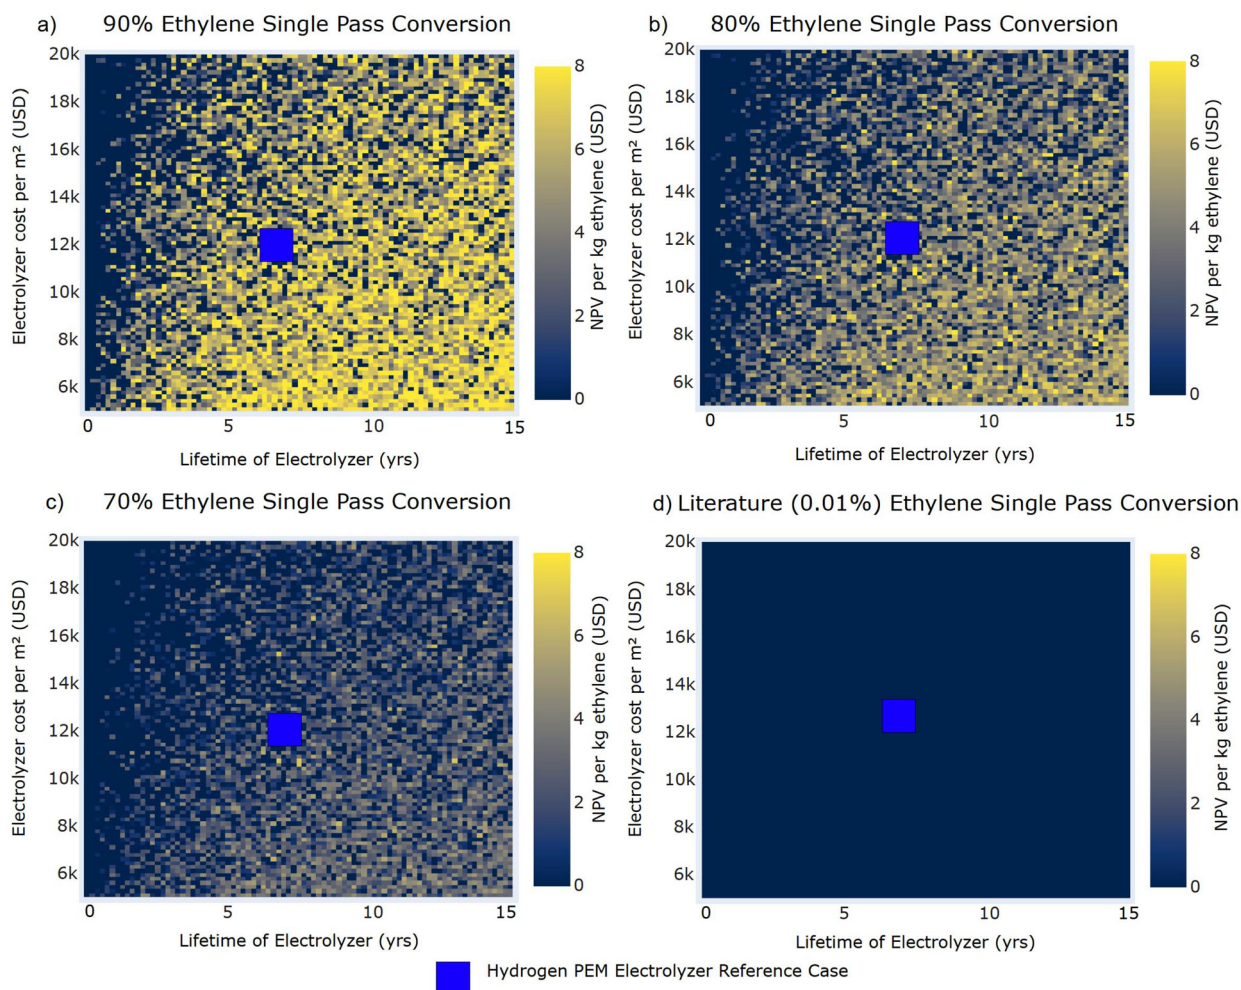 a) 90% Ethylene Single Pass Conversion
20k
18k
16k
14k
12k
10k
8k
6k
Electrolyzer cost per m² (USD)
0 5 10 15
Lifetime of Electrolyzer (yrs)
8
6
4
2
0
NPV per kg ethylene (USD)
b) 80% Ethylene Single Pass Conversion
20k
18k
16k
14k
12k
10k
8k
6k
Electrolyzer cost per m² (USD)
0 5 10 15
Lifetime of Electrolyzer (yrs)
8
6
4
2
0
NPV per kg ethylene (USD)
c) 70% Ethylene Single Pass Conversion
20k
18k
16k
14k
12k
10k
8k
6k
Electrolyzer cost per m² (USD)
0 5 10 15
Lifetime of Electrolyzer (yrs)
8
6
4
2
0
NPV per kg ethylene (USD)
d) Literature (0.01%) Ethylene Single Pass Conversion
20k
18k
16k
14k
12k
10k
8k
6k
Electrolyzer cost per m² (USD)
0 5 10 15
Lifetime of Electrolyzer (yrs)
8
6
4
2
0
NPV per kg ethylene (USD)
Hydrogen PEM Electrolyzer Reference Case